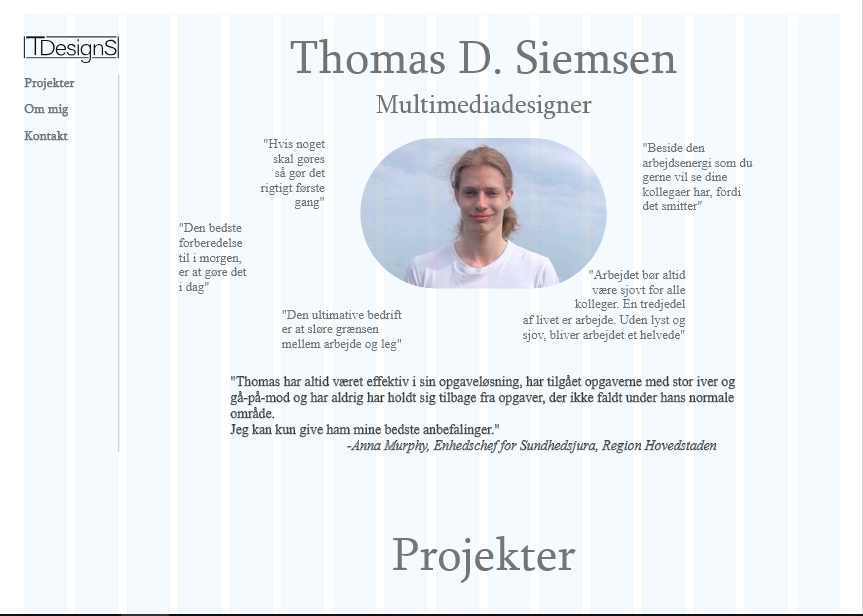 TDesignS
Projekter
Om mig
Kontakt
Thomas D. Siemsen
Multimediadesigner
"Hvis noget
skal gøres
så gør det
rigtigt første
gang"
"Beside den
arbejdsenergi som du
gerne vil se dine
kollegaer har, fordi
det smitter"
"Den bedste
forberedelse
til i morgen,
er at gøre det
i dag"
"Arbejdet bør altid
være sjovt for alle
kolleger. En tredjedel
af livet er arbejde. Uden lyst og
sjov, bliver arbejdet et helvede"
"Den ultimative bedrift
er at sløre grænsen
mellem arbejde og leg"
"Thomas har altid været effektiv i sin opgaveløsning, har tilgået opgaverne med stor iver og
gå-på-mod og har aldrig har holdt sig tilbage fra opgaver, der ikke faldt under hans normale
område.
Jeg kan kun give ham mine bedste anbefalinger."
-Anna Murphy, Enhedschef for Sundhedsjura, Region Hovedstaden
Projekter